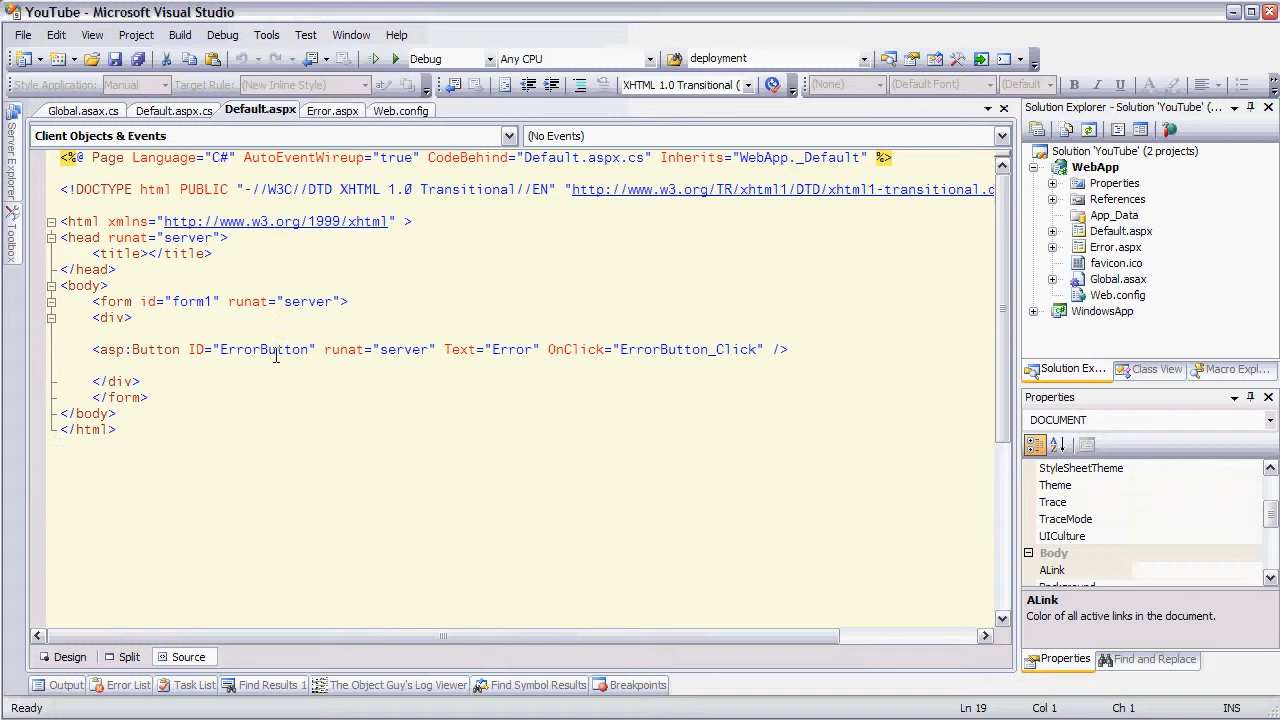 YouTube - Microsoft Visual Studio
File Edit View Project Build Debug Tools Test Window Help
Debug Any CPU deployment
Style Application: Manual Target Rule: (New Inline Style) XHTML 1.0 Transitional ( (None) (Default Font) (Default B I U A
Global.asax.cs Default.aspx.cs Default.aspx Error.aspx Web.config
Client Objects & Events (No Events)
<%@ Page Language="C#" AutoEventWireup="true" CodeBehind="Default.aspx.cs" Inherits="WebApp._Default" %>
<!DOCTYPE html PUBLIC "-//W3C//DTD XHTML 1.0 Transitional//EN" "http://www.w3.org/TR/xhtml1/DTD/xhtml1-transitional.d
<html xmlns="http://www.w3.org/1999/xhtml" >
<head runat="server">
<title></title>
</head>
<body>
<form id="form1" runat="server">
<div>
<asp:Button ID="ErrorButton" runat="server" Text="Error" OnClick="ErrorButton_Click" />
</div>
</form>
</body>
</html>
Design Split Source
Server Explorer
Toolbox
Solution Explorer - Solution 'YouTube' (...
Solution 'YouTube' (2 projects)
WebApp
Properties
References
App_Data
Default.aspx
Error.aspx
favicon.ico
Global.asax
Web.config
WindowsApp
Solution Ex... Class View Macro Expl...
Properties
DOCUMENT
StyleSheetTheme
Theme
Trace
TraceMode
UICulture
Body
ALink
ALink
Color of all active links in the document.
Properties Find and Replace
Output Error List Task List Find Results 1 The Object Guy's Log Viewer Find Symbol Results Breakpoints
Ready Ln 19 Col 1 Ch 1 INS